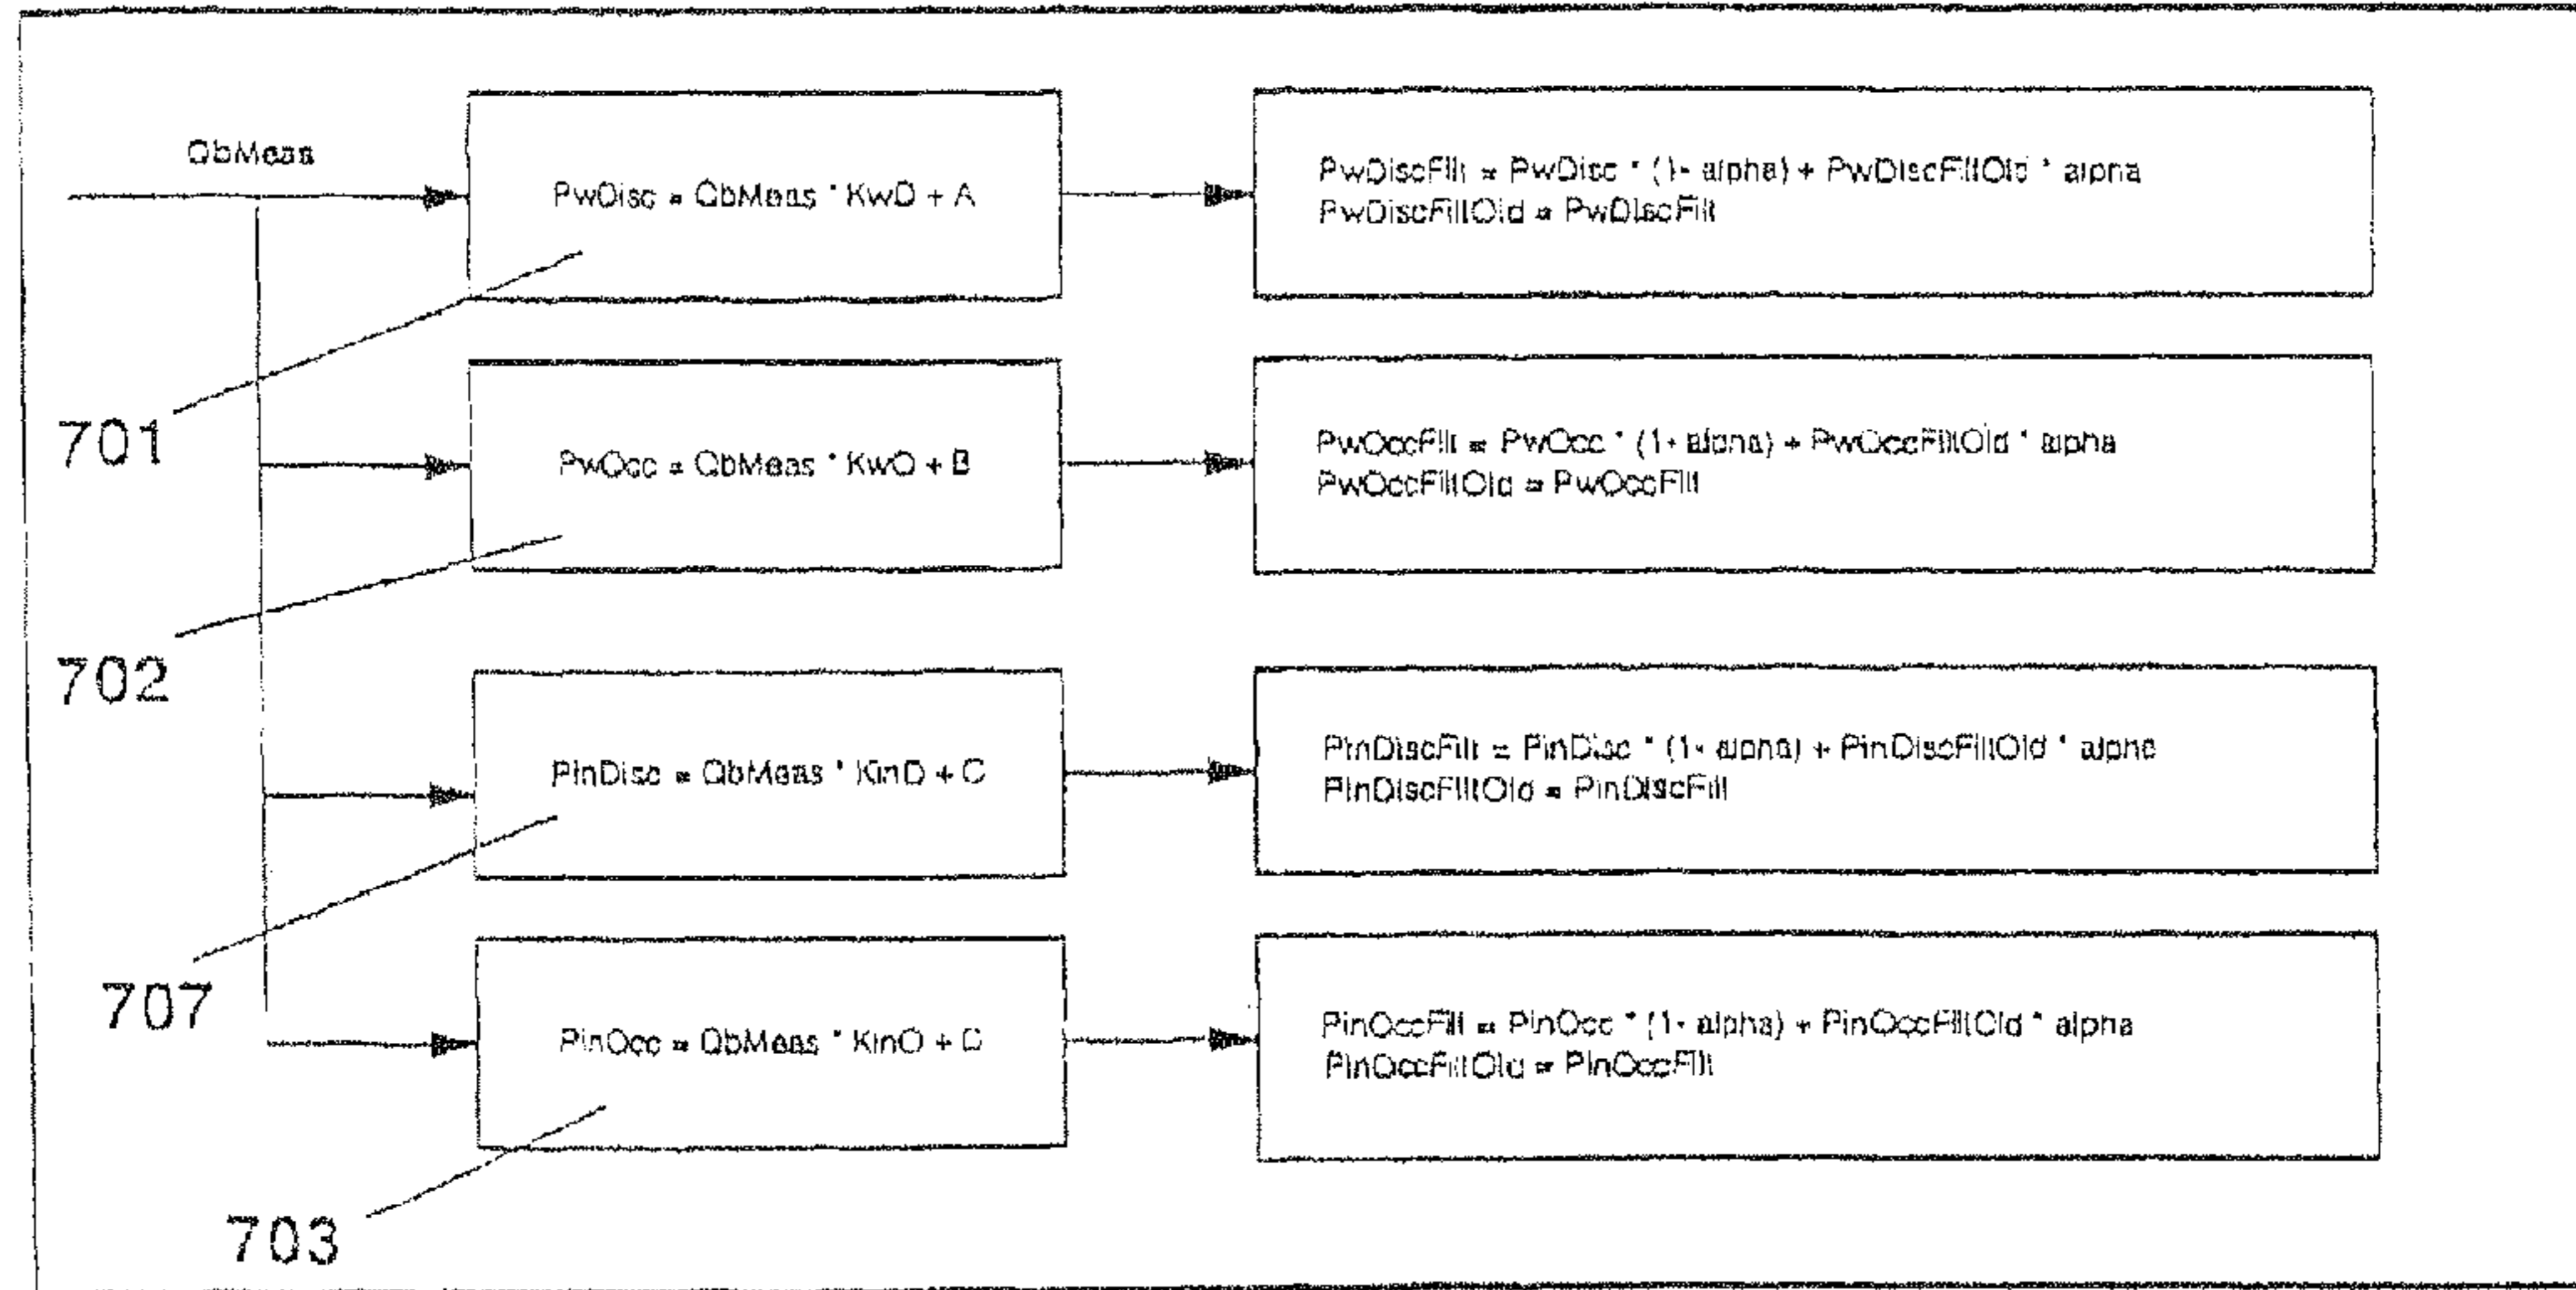 QbMeas
PwDisc = QbMeas * KwD + A
PwDiscFilt = PwDisc * (1- alpha) + PwDiscFiltOld * alpha
PwDiscFiltOld = PwDiscFilt
701
PwOcc = QbMeas * KwO + B
PwOccFilt = PwOcc * (1- alpha) + PwOccFiltOld * alpha
PwOccFiltOld = PwOccFilt
702
PinDisc = QbMeas * KinD + C
PinDiscFilt = PinDisc * (1- alpha) + PinDiscFiltOld * alpha
PinDiscFiltOld = PinDiscFilt
707
PinOcc = QbMeas * KinO + D
PinOccFilt = PinOcc * (1- alpha) + PinOccFiltOld * alpha
PinOccFiltOld = PinOccFilt
703